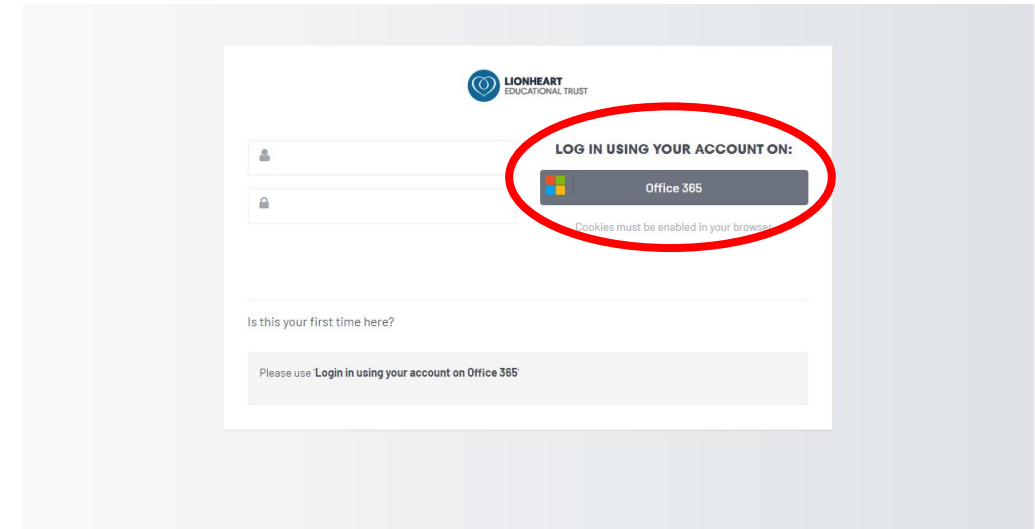 LIONHEART
EDUCATIONAL TRUST
LOG IN USING YOUR ACCOUNT ON:
Office 365
Cookies must be enabled in your browser
Is this your first time here?
Please use 'Login in using your account on Office 365'